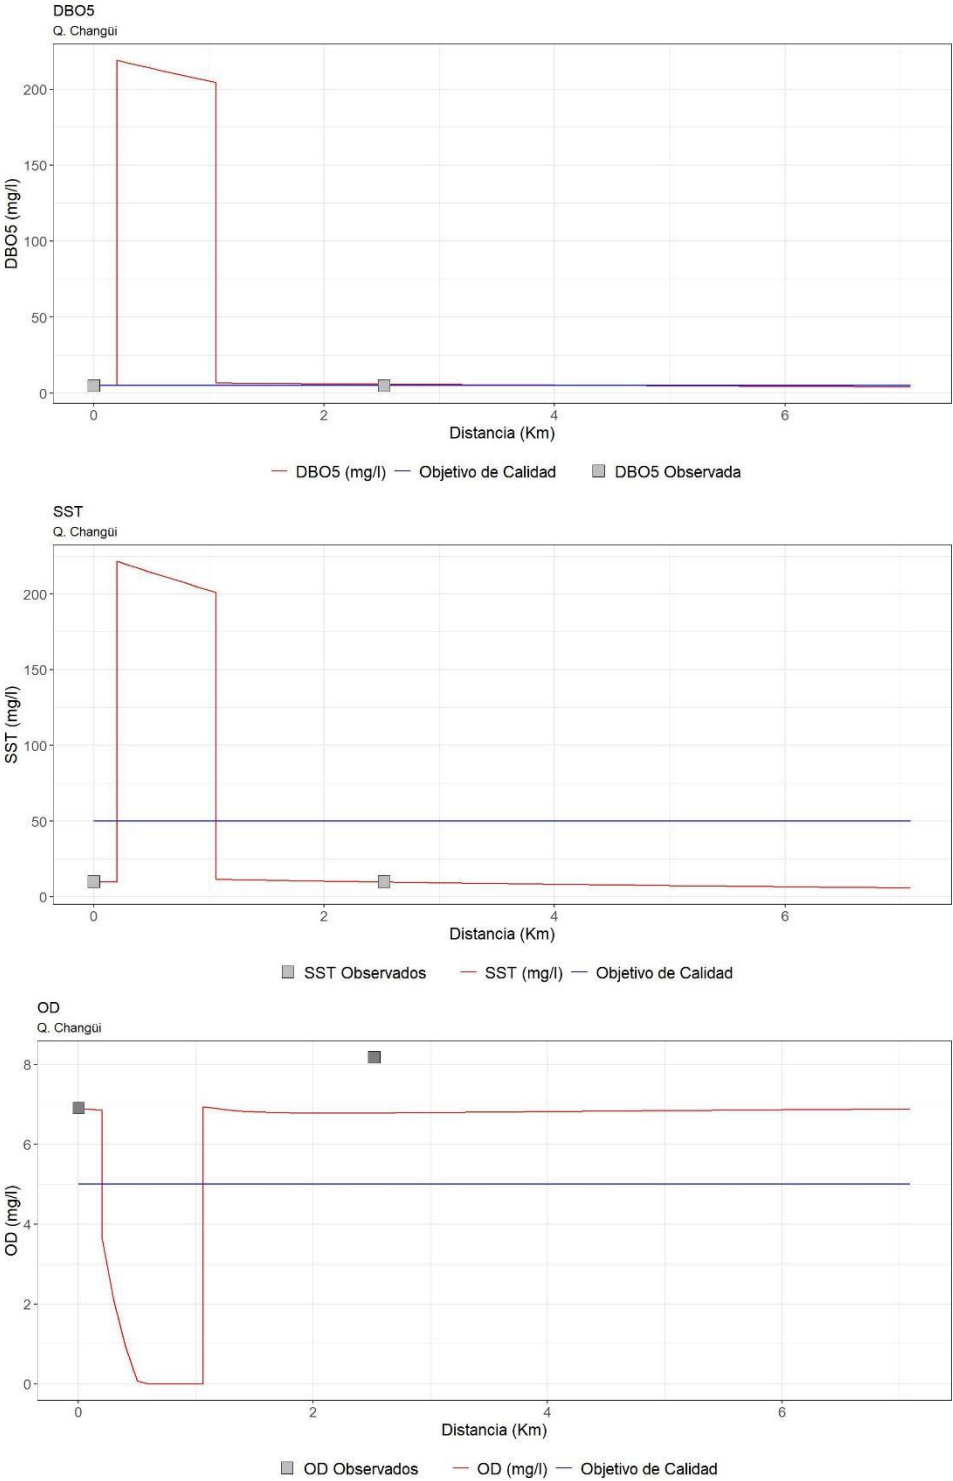 DBO5
Q. Changüi
DBO5 (mg/l)
200
150
100
50
0
0 2 4 6
Distancia (Km)
DBO5 (mg/l) Objetivo de Calidad DBO5 Observada
SST
Q. Changüi
SST (mg/l)
200
150
100
50
0
0 2 4 6
Distancia (Km)
SST Observados SST (mg/l) Objetivo de Calidad
OD
Q. Changüi
OD (mg/l)
8
6
4
2
0
0 2 4 6
Distancia (Km)
OD Observados OD (mg/l) Objetivo de Calidad